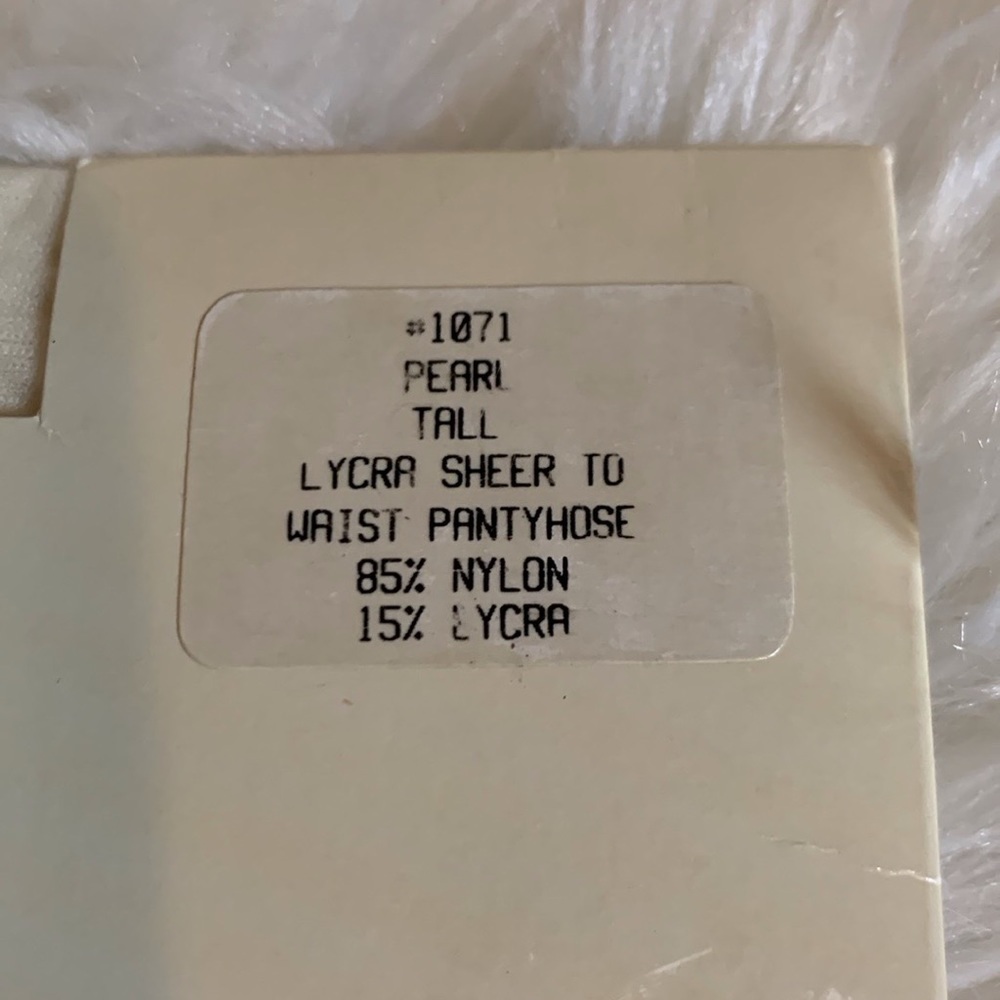 #1071
PEARL
TALL
LYCRA SHEER TO
WAIST PANTYHOSE
85% NYLON
15% LYCRA